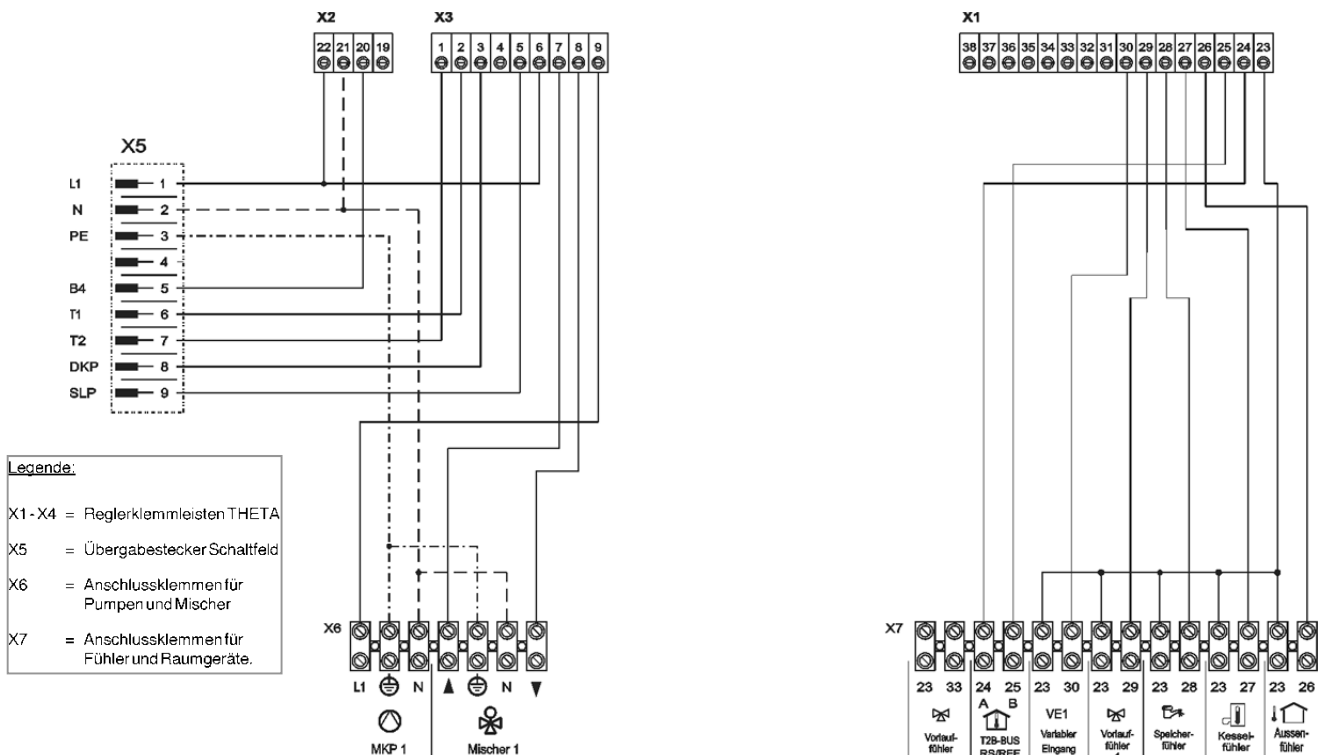 X2
X3
X1
22 21 20 19
1 2 3 4 5 6 7 8 9
38 37 36 35 34 33 32 31 30 29 28 27 26 25 24 23
X5
L1 1
N 2
PE 3
4
B4 5
T1 6
T2 7
DKP 8
SLP 9
Legende:
X1-X4 = Reglerklemmleisten THETA
X5 = Übergabestecker Schaltfeld
X6 = Anschlussklemmen für
Pumpen und Mischer
X7 = Anschlussklemmen für
Fühler und Raumgeräte.
X6
L1 N N
MKP 1
Mischer 1
X7
23 33 24 25 23 30 23 29 23 28 23 27 23 26
A B
Vorlauf-
fühler
T2B-BUS
RS/RFF
VE1
Variabler
Eingang
Vorlauf-
fühler
Speicher-
fühler
Kessel-
fühler
Aussen-
fühler